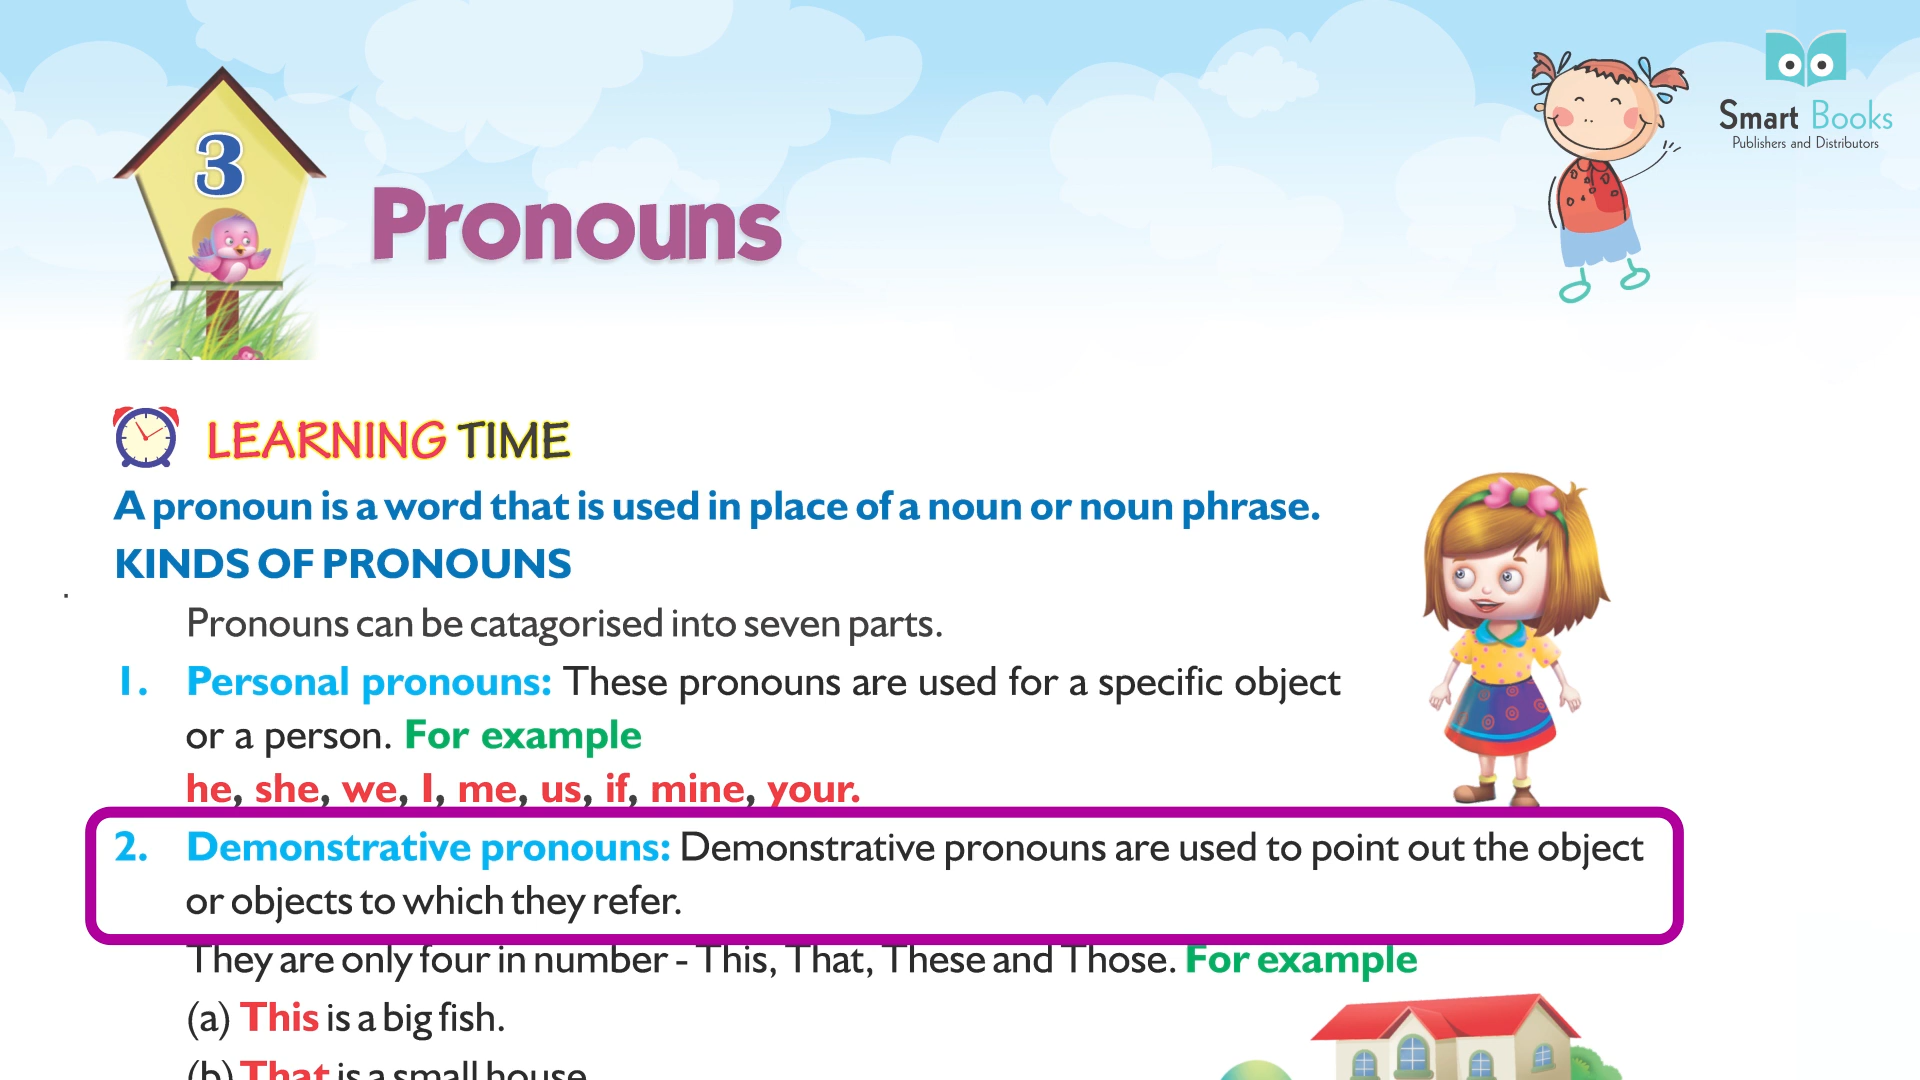 3
Pronouns
Smart Books
Publishers and Distributors
LEARNING TIME
A pronoun is a word that is used in place of a noun or noun phrase.
KINDS OF PRONOUNS
Pronouns can be catagorised into seven parts.
1. Personal pronouns: These pronouns are used for a specific object
or a person. For example
he, she, we, I, me, us, if, mine, your.
2. Demonstrative pronouns: Demonstrative pronouns are used to point out the object
or objects to which they refer.
They are only four in number - This, That, These and Those. For example
(a) This is a big fish.
(b) That is a small house